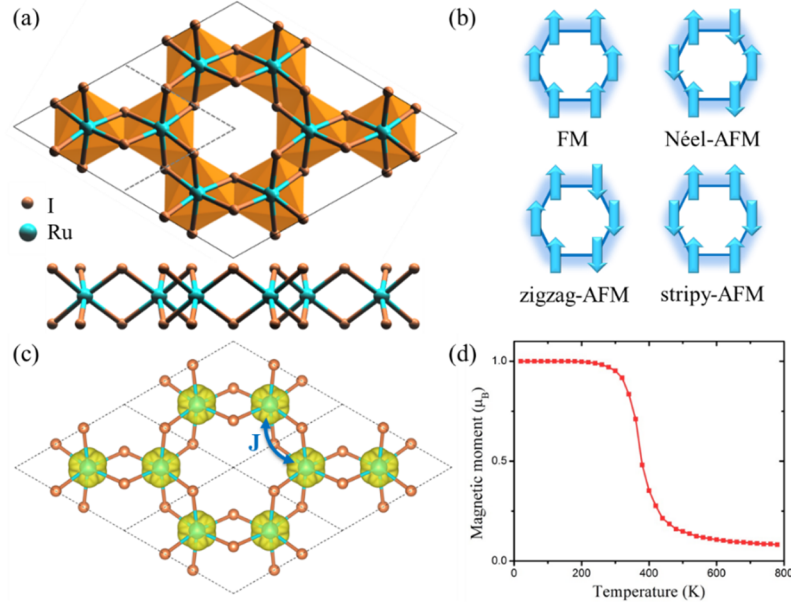 (a)
I
Ru
(b)
FM
Néel-AFM
zigzag-AFM
stripy-AFM
(c)
J
(d)
Magnetic moment (μB)
1.0
0.5
0.0
0
200
400
600
800
Temperature (K)